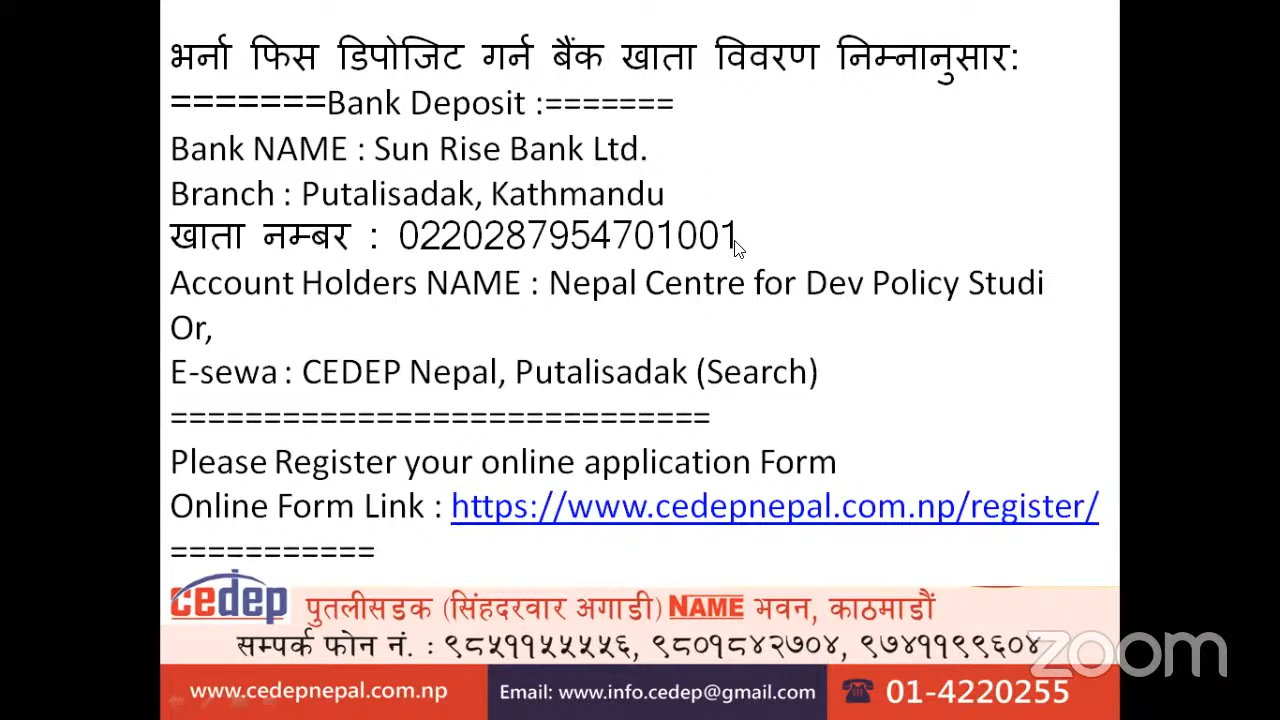 भर्ना फिस डिपोजिट गर्न बैंक खाता विवरण निम्नानुसार:
=======Bank Deposit :=======
Bank NAME : Sun Rise Bank Ltd.
Branch : Putalisadak, Kathmandu
खाता नम्बर : 0220287954701001
Account Holders NAME : Nepal Centre for Dev Policy Studi
Or,
E-sewa : CEDEP Nepal, Putalisadak (Search)
=============================
Please Register your online application Form
Online Form Link : https://www.cedepnepal.com.np/register/
===========
cedep पुतलीसडक (सिंहदरवार अगाडी) NAME भवन, काठमाडौं
सम्पर्क फोन नं. : ९८५११५५५५६, ९८०१८४२७०४, ९७४११९९६०४
zoom
www.cedepnepal.com.np Email: www.info.cedep@gmail.com 01-4220255